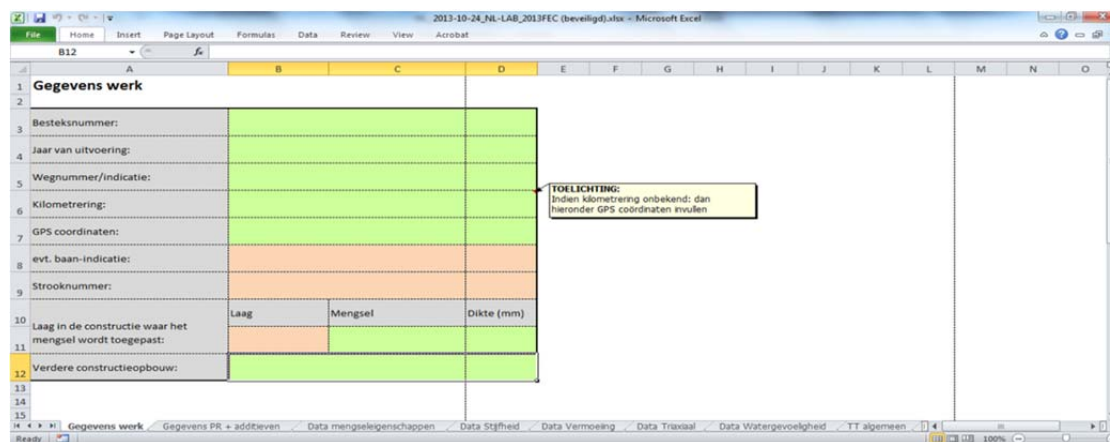 2013-10-24_NL-LAB_2013FEC (beveiligd).xlsx - Microsoft Excel
File Home Insert Page Layout Formulas Data Review View Acrobat
B12 fx
A B C D E F G H I J K L M N O
1 Gegevens werk
2
3 Besteksnummer:
4 Jaar van uitvoering:
5 Wegnummer/indicatie:
TOELICHTING:
Indien kilometrering onbekend: dan
hieronder GPS coördinaten invullen
6 Kilometrering:
7 GPS coordinaten:
8 evt. baan-indicatie:
9 Strooknummer:
10 Laag Mengsel Dikte (mm)
Laag in de constructie waar het
11 mengsel wordt toegepast:
12 Verdere constructieopbouw:
13
14
15
Gegevens werk Gegevens PR + additieven Data mengseleigenschappen Data Stijfheid Data Vermoeiing Data Triaxiaal Data Watergevoeligheid TT algemeen
Ready 100%